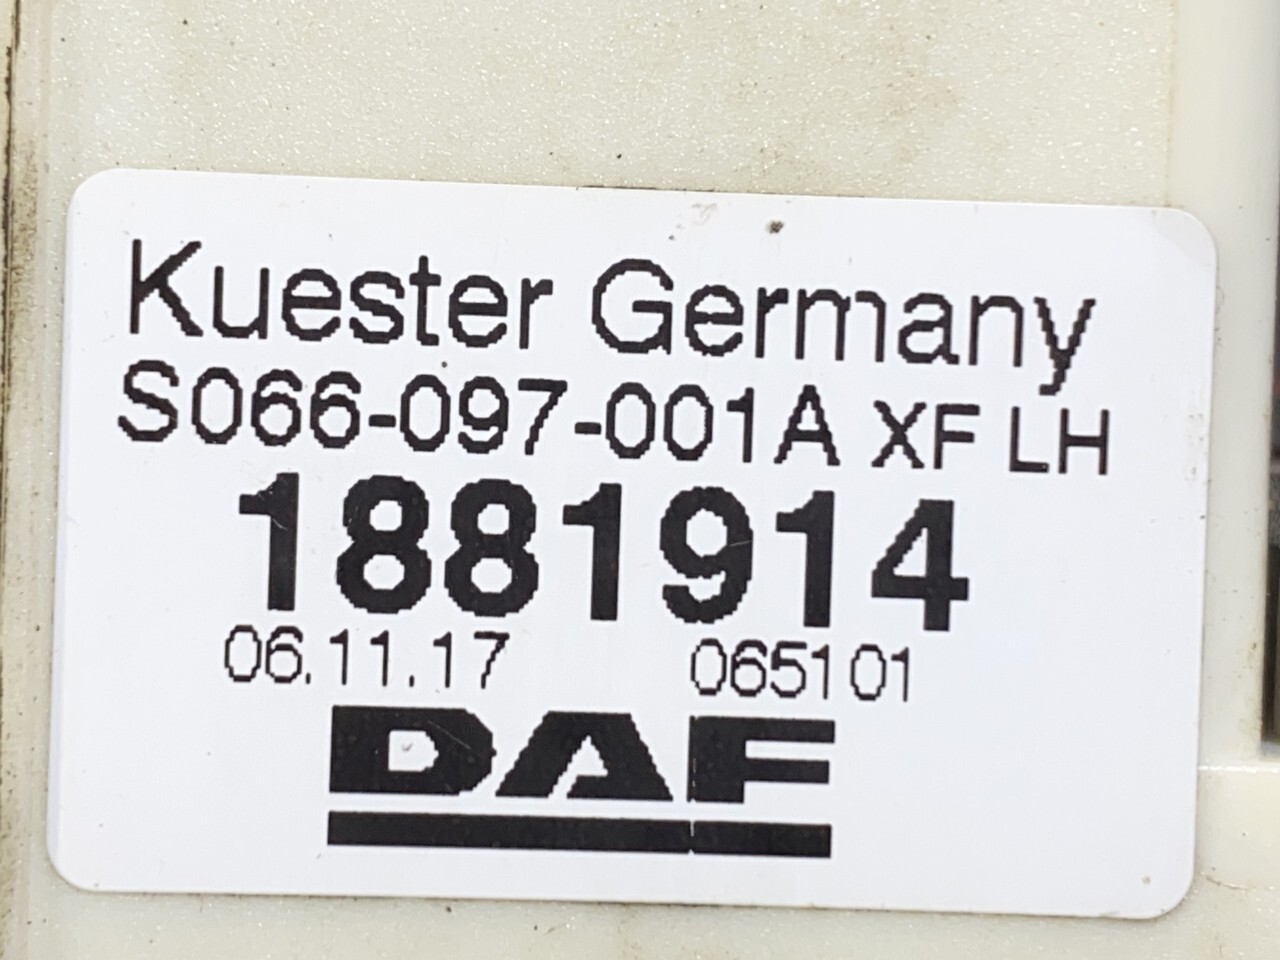 Kuester Germany
S066-097-001A XF LH
1881914
06.11.17 065101
DAF